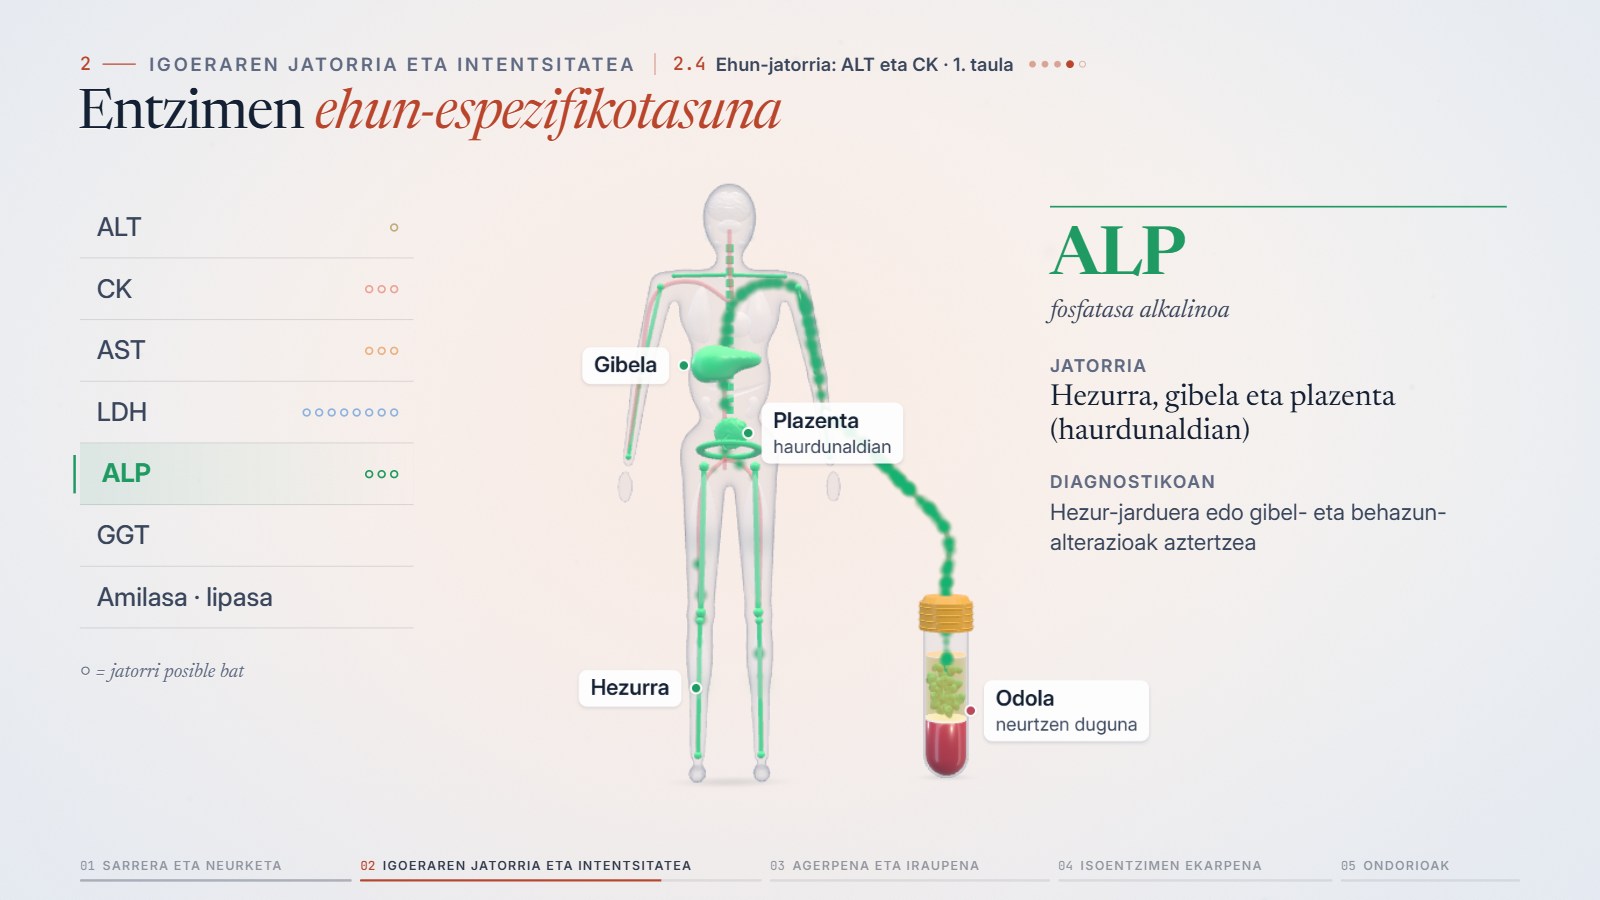 2 — IGOERAREN JATORRIA ETA INTENTSITATEA | 2.4 Ehun-jatorria: ALT eta CK · 1. taula
Entzimen ehun-espezifikotasuna
ALT
CK
AST
LDH
ALP
GGT
Amilasa · lipasa
○ = jatorri posible bat
Gibela
Plazenta
haurdunaldian
Hezurra
Odola
neurtzen duguna
ALP
fosfatasa alkalinoa
JATORRIA
Hezurra, gibela eta plazenta
(haurdunaldian)
DIAGNOSTIKOAN
Hezur-jarduera edo gibel- eta behazun-
alterazioak aztertzea
01 SARRERA ETA NEURKETA
02 IGOERAREN JATORRIA ETA INTENTSITATEA
03 AGERPENA ETA IRAUPENA
04 ISOENTZIMEN EKARPENA
05 ONDORIOAK